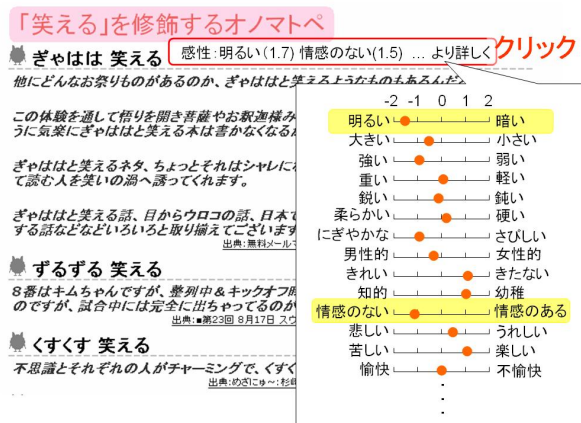 「笑える」を修飾するオノマトペ
ぎゃはは 笑える
感性:明るい(1.7) 情感のない(1.5) … より詳しく
クリック
他にどんなお祭りものがあるのか、ぎゃははと笑えるようなものもあるんだ
この体験を通して悟りを開き菩薩やお釈迦様み
うに気楽にぎゃははと笑える本は書かなくなる
ぎゃははと笑えるネタ、ちょっとそれはシャレに
て読む人を笑いの渦へ誘ってくれます。
ぎゃははと笑える話、目からウロコの話、日本で
する話などなどいろいろと取り揃えてございます
出典:無料メール
ずるずる 笑える
8番はキムちゃんですが、整列中&キックオフ時
のですが、試合中には完全に出ちゃってるのが
出典:■第23回 8月17日 スウ
くすくす 笑える
不思議とそれぞれの人がチャーミングで、くすく
出典:めざにゅ~:杉崎
-2 -1 0 1 2
明るい 暗い
大きい 小さい
強い 弱い
重い 軽い
鋭い 鈍い
柔らかい 硬い
にぎやかな さびしい
男性的 女性的
きれい きたない
知的 幼稚
情感のない 情感のある
悲しい うれしい
苦しい 楽しい
愉快 不愉快